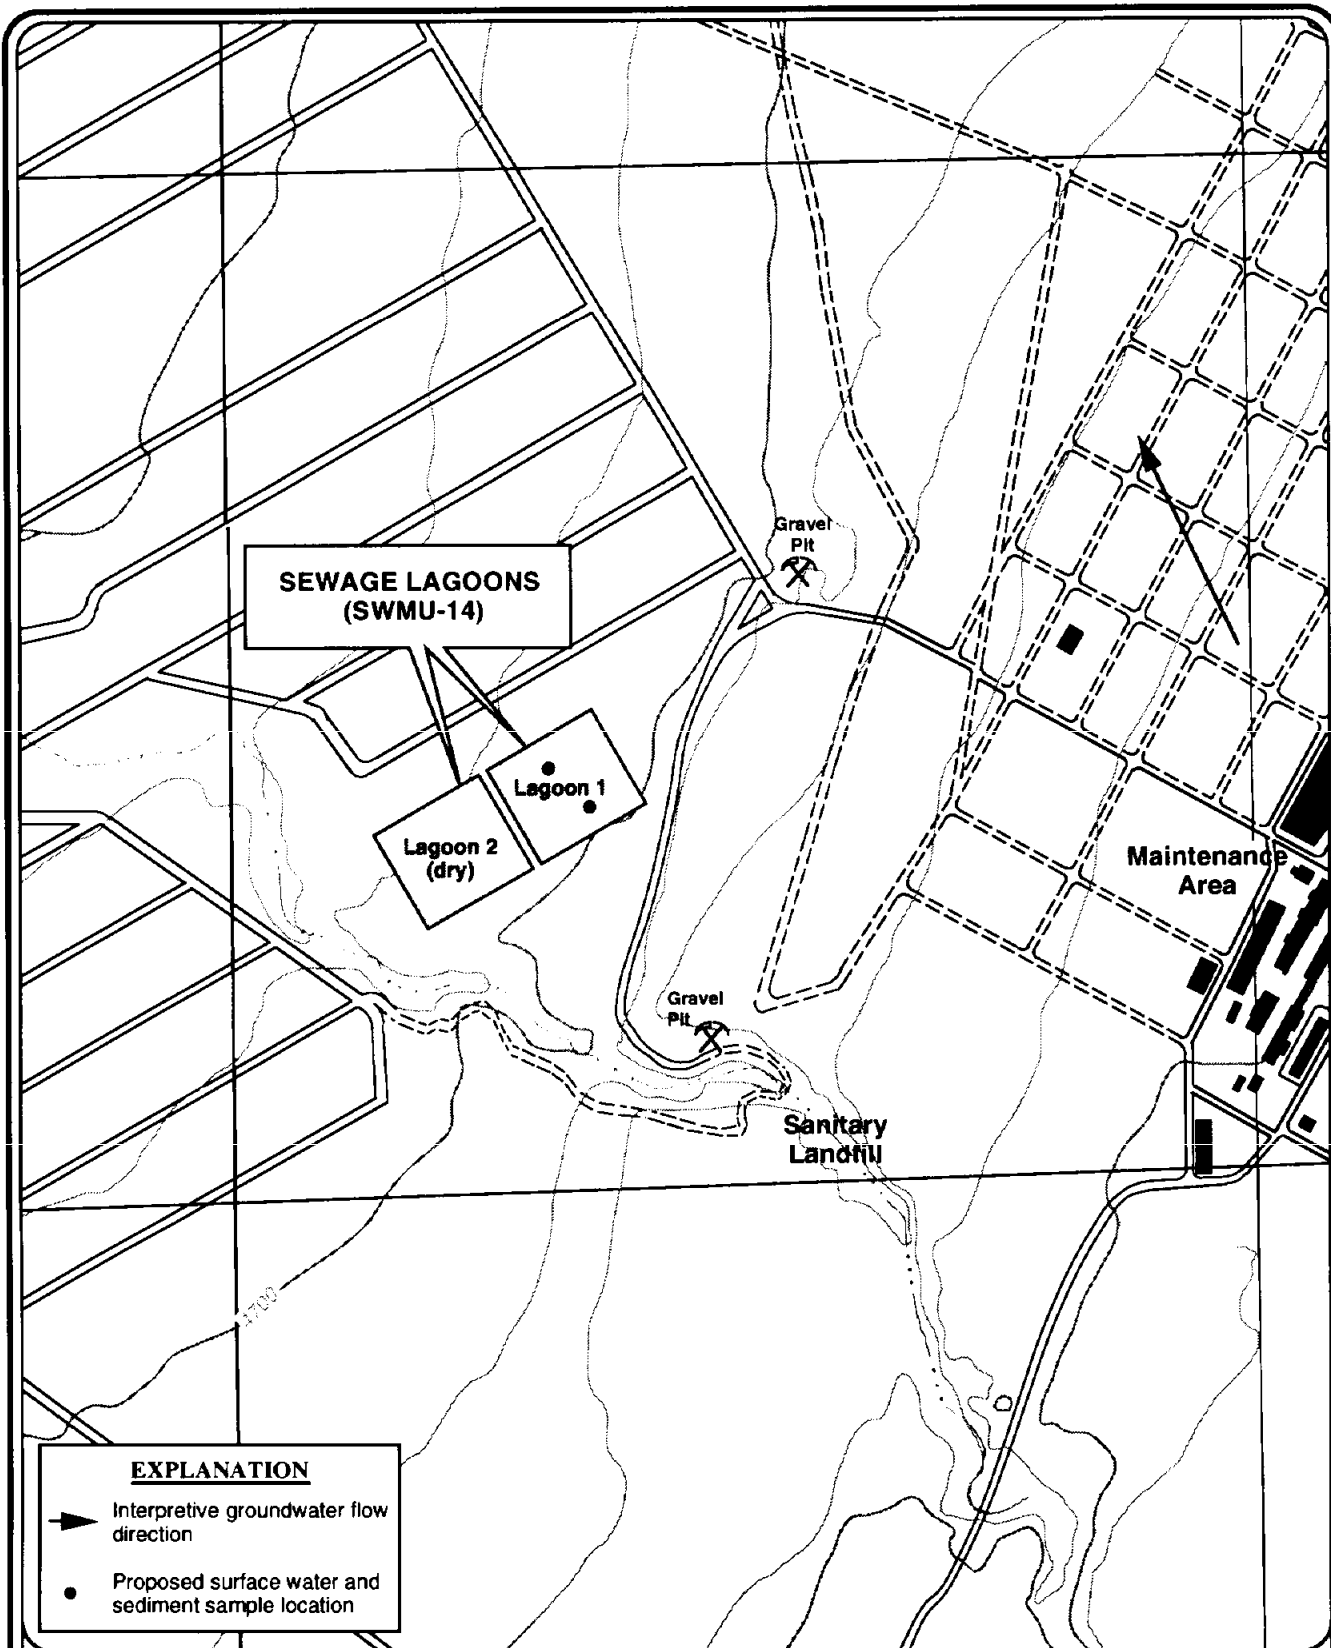 Gravel
Pit
SEWAGE LAGOONS
(SWMU-14)
Lagoon 1
Lagoon 2
(dry)
Maintenance
Area
Gravel
Pit
Sanitary
Landfill
EXPLANATION
Interpretive groundwater flow
direction
Proposed surface water and
sediment sample location